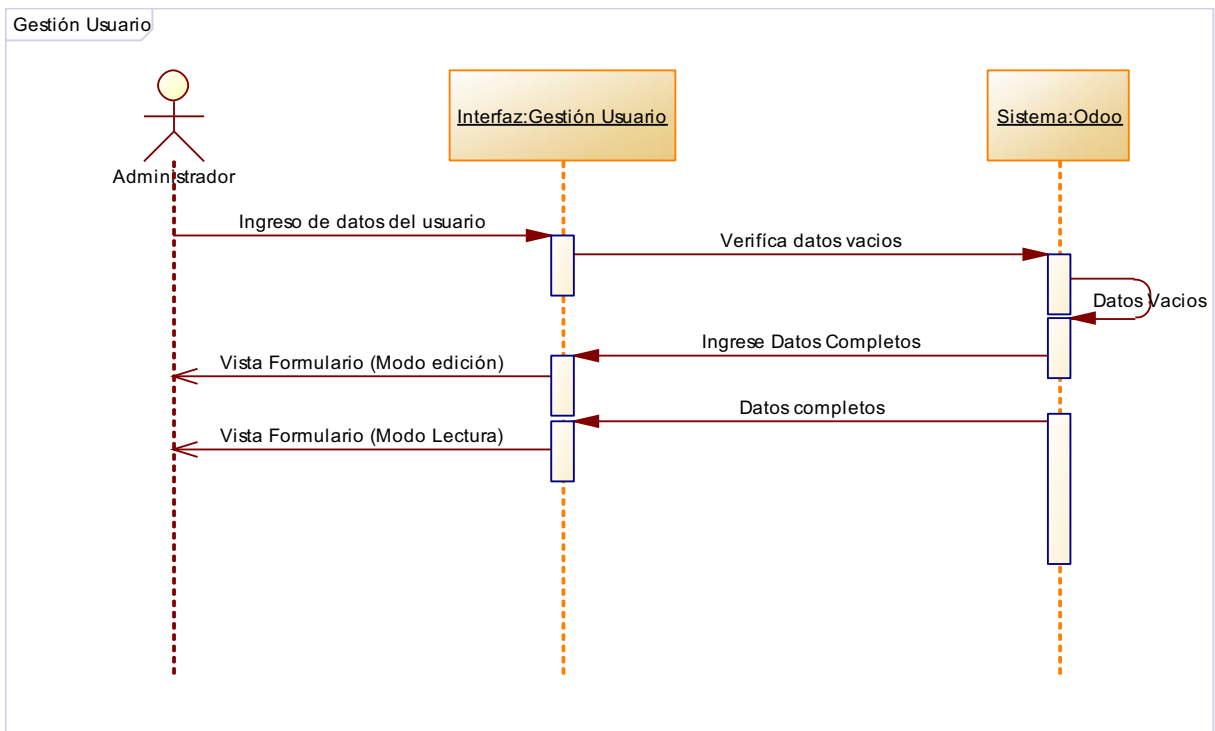 Gestión Usuario
Interfaz:Gestión Usuario
Sistema:Odoo
Administrador
Ingreso de datos del usuario
Verifica datos vacios
Datos Vacios
Ingrese Datos Completos
Vista Formulario (Modo edición)
Datos completos
Vista Formulario (Modo Lectura)